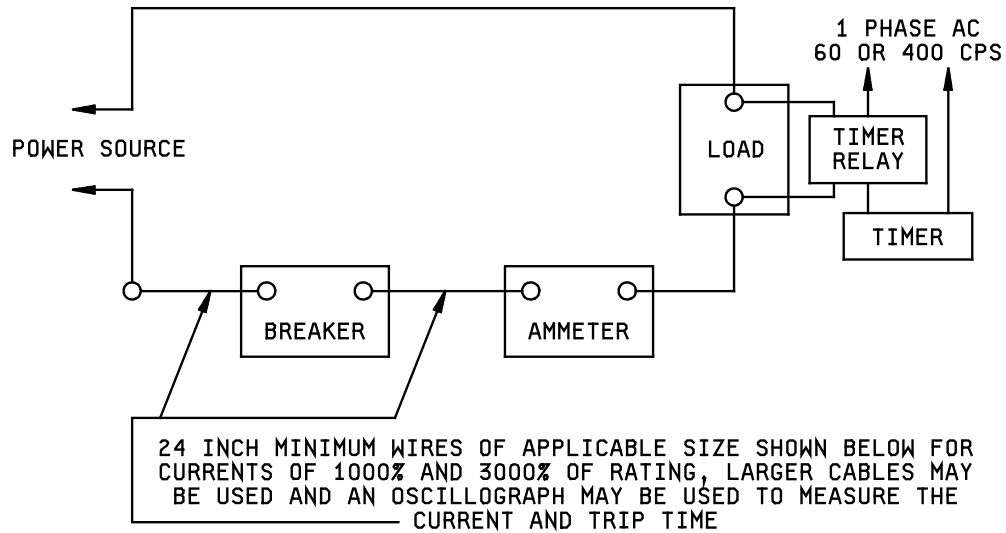 1 PHASE AC
60 OR 400 CPS
POWER SOURCE
LOAD
TIMER
RELAY
TIMER
BREAKER
AMMETER
24 INCH MINIMUM WIRES OF APPLICABLE SIZE SHOWN BELOW FOR
CURRENTS OF 1000% AND 3000% OF RATING, LARGER CABLES MAY
BE USED AND AN OSCILLOGRAPH MAY BE USED TO MEASURE THE
CURRENT AND TRIP TIME